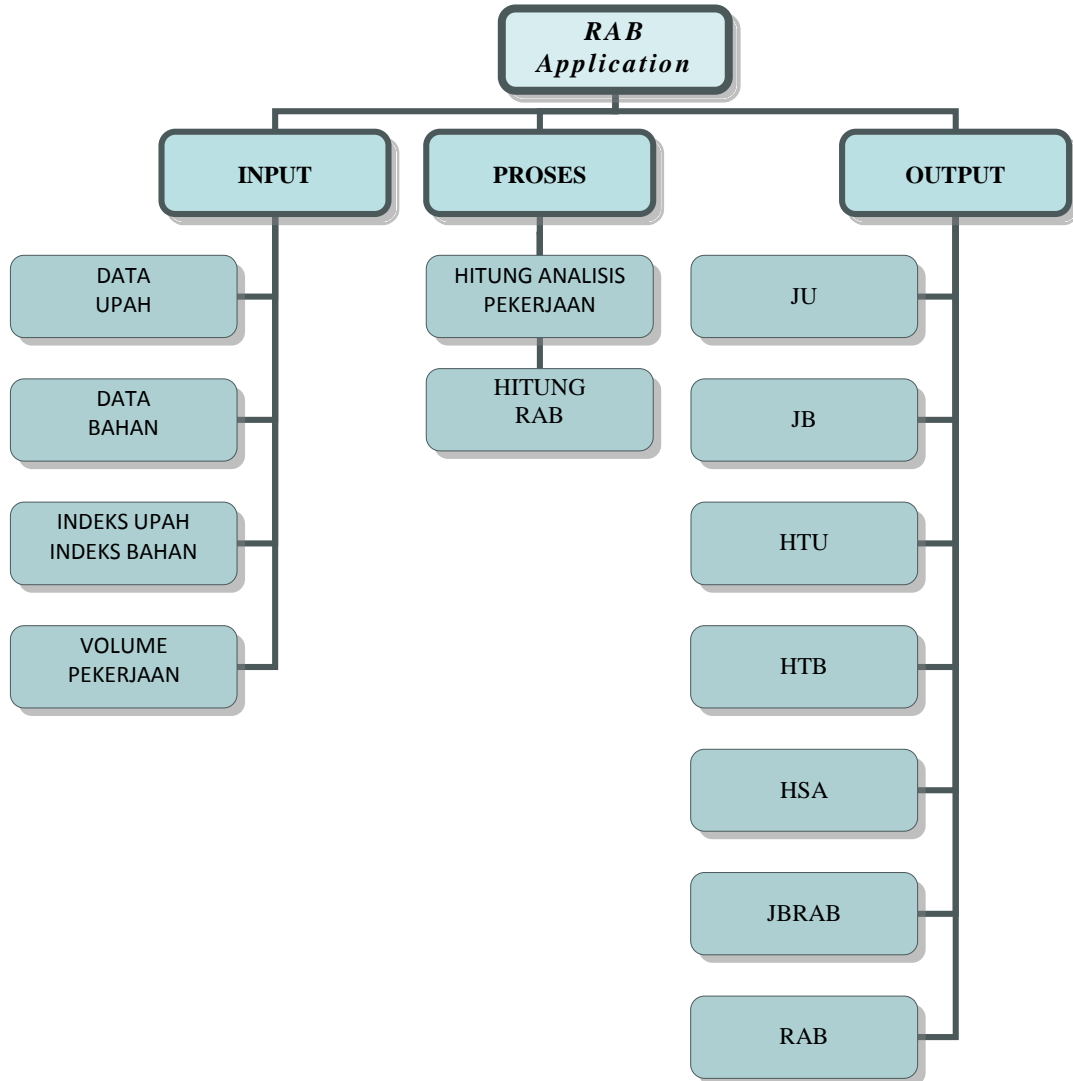 RAB
Application
INPUT
PROSES
OUTPUT
DATA
UPAH
DATA
BAHAN
INDEKS UPAH
INDEKS BAHAN
VOLUME
PEKERJAAN
HITUNG ANALISIS
PEKERJAAN
HITUNG
RAB
JU
JB
HTU
HTB
HSA
JBRAB
RAB